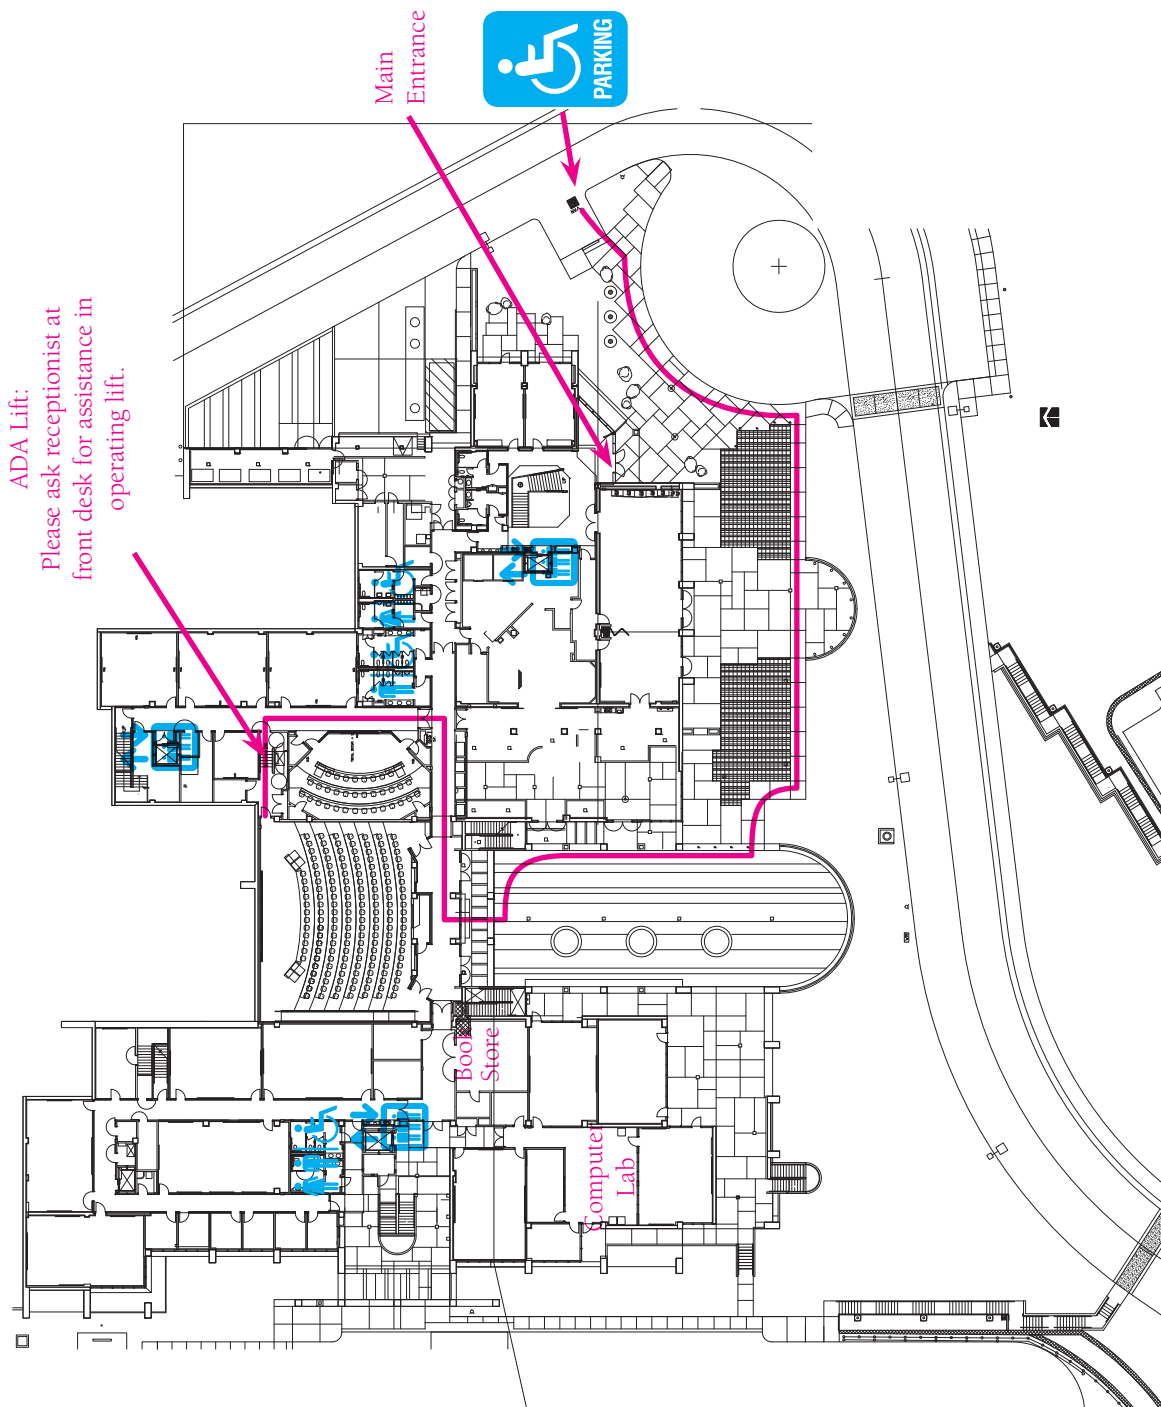 ADA Lift:
Please ask receptionist at
front desk for assistance in
operating lift.
Main
Entrance
PARKING
Book
Store
Computer
Lab